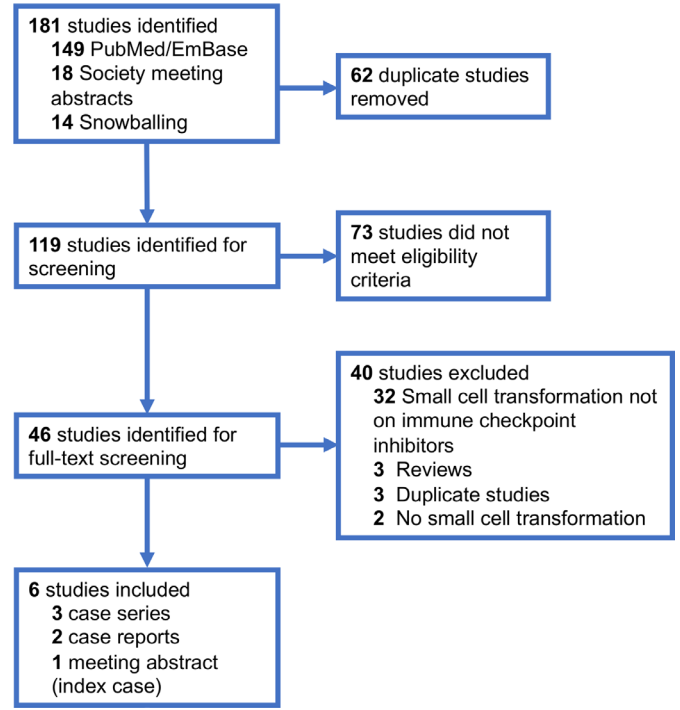 181 studies identified
149 PubMed/EmBase
18 Society meeting
abstracts
14 Snowballing
62 duplicate studies
removed
119 studies identified for
screening
73 studies did not
meet eligibility
criteria
46 studies identified for
full-text screening
40 studies excluded
32 Small cell transformation not
on immune checkpoint
inhibitors
3 Reviews
3 Duplicate studies
2 No small cell transformation
6 studies included
3 case series
2 case reports
1 meeting abstract
(index case)